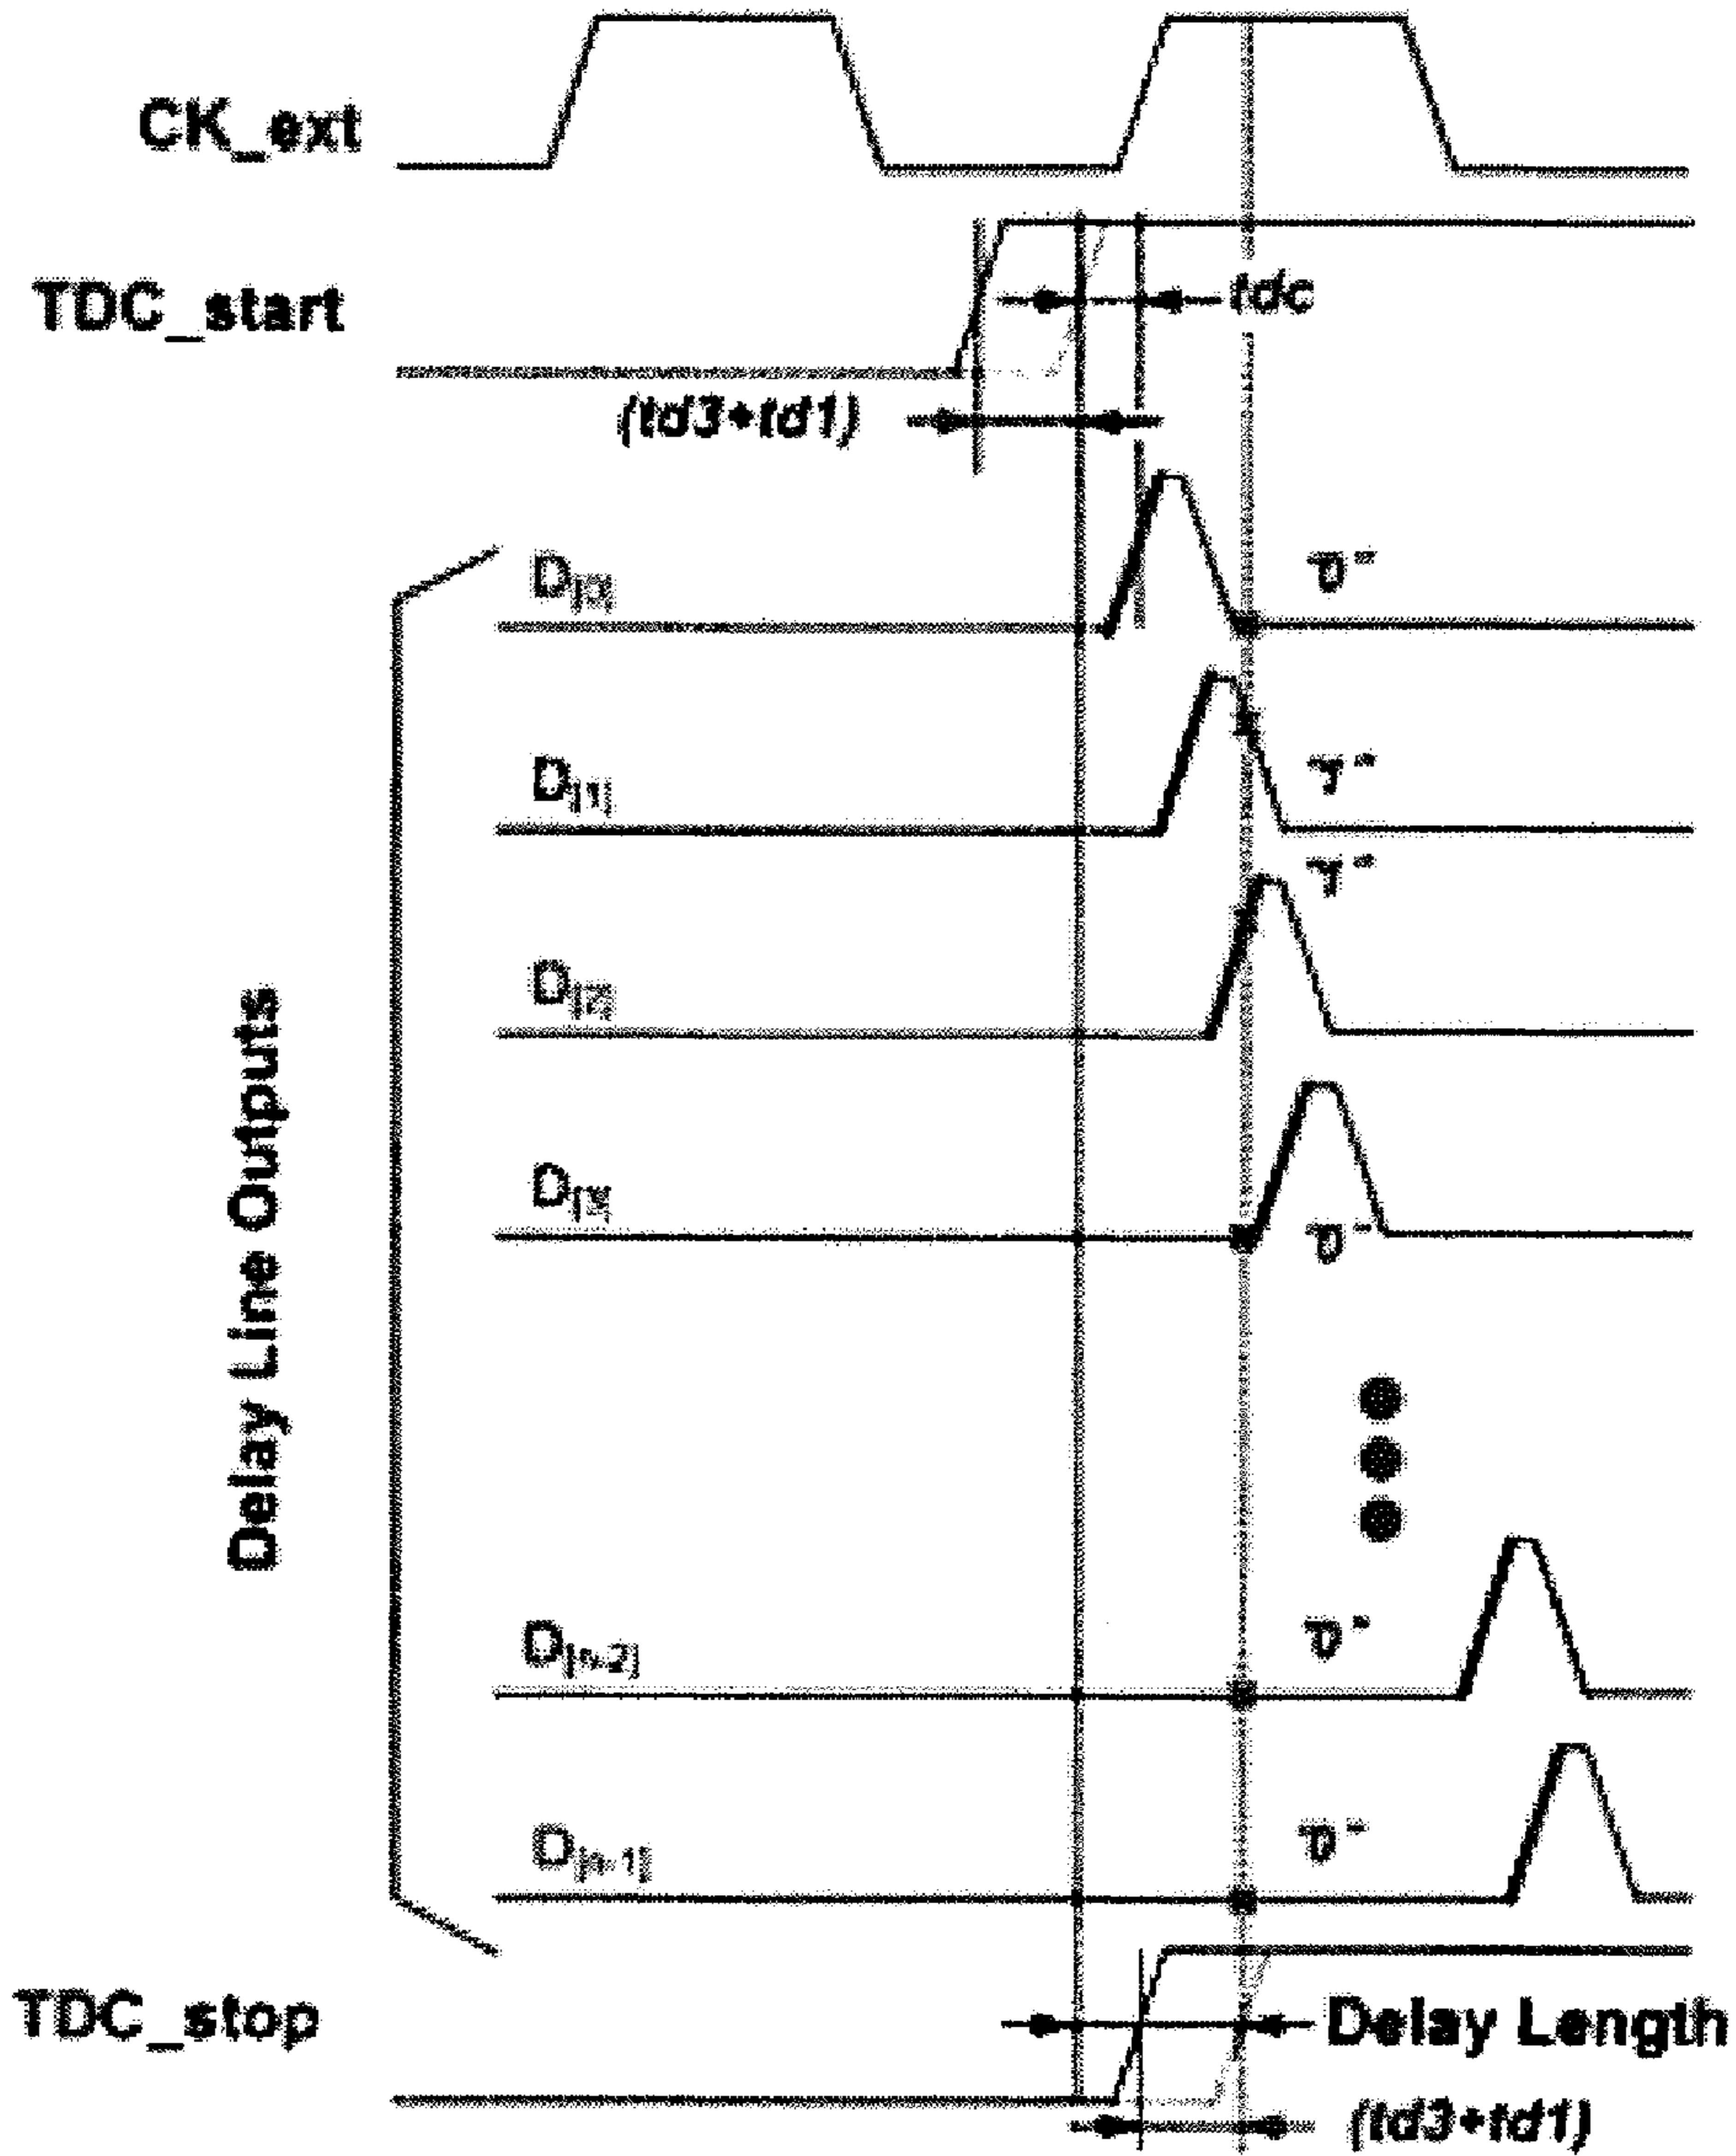 CK_ext
TDC_start
tdc
(td3+td1)
D[0]
"0"
D[1]
"1"
"1"
D[2]
D[3]
"0"
Delay Line Outputs
D[n-2]
"0"
D[n-1]
"0"
TDC_stop
Delay Length
(td3+td1)